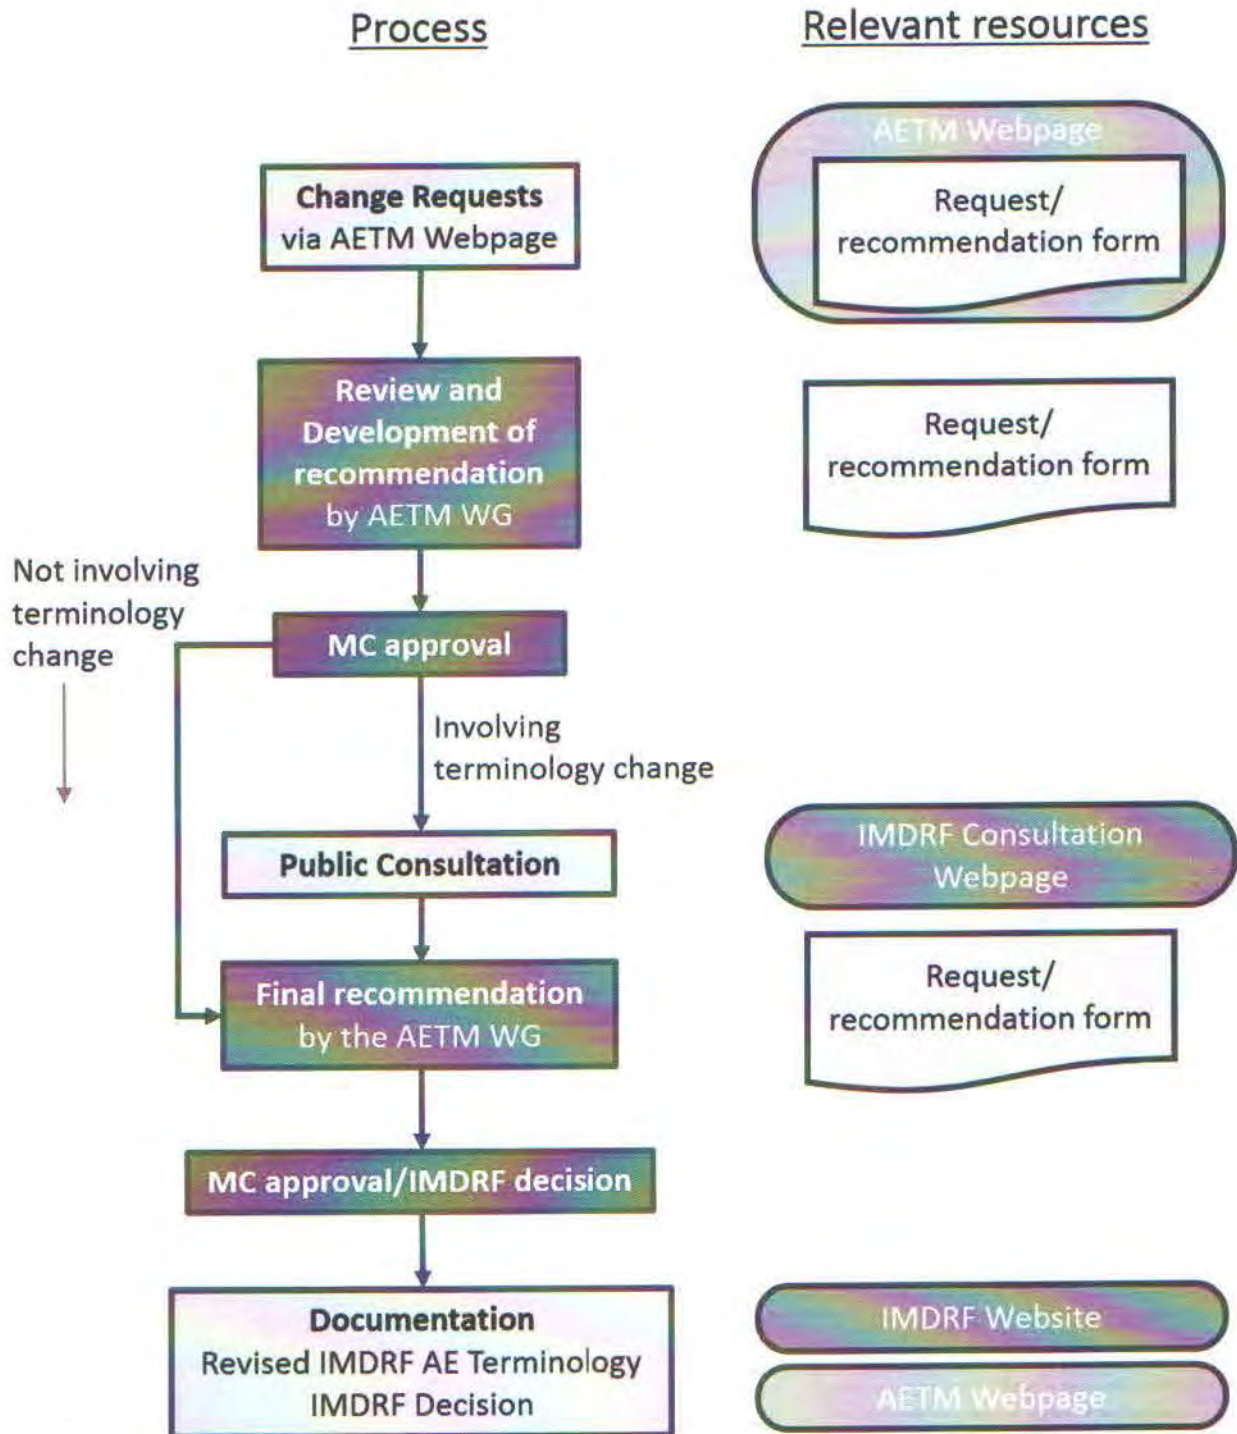 Process
Relevant resources
AETM Webpage
Request/
recommendation form
Change Requests
via AETM Webpage
Review and
Development of
recommendation
by AETM WG
Request/
recommendation form
Not involving
terminology
change
MC approval
Involving
terminology change
Public Consultation
IMDRF Consultation
Webpage
Final recommendation
by the AETM WG
Request/
recommendation form
MC approval/IMDRF decision
Documentation
Revised IMDRF AE Terminology
IMDRF Decision
IMDRF Website
AETM Webpage